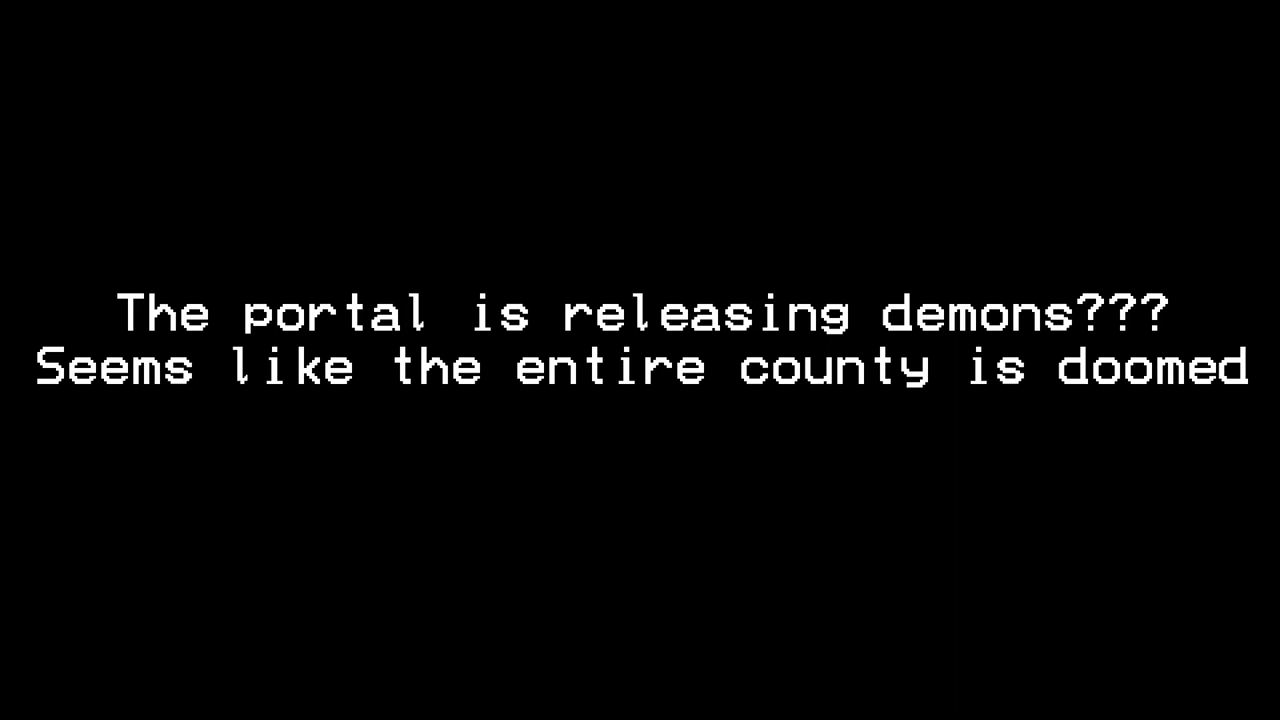 The portal is releasing demons???
Seems like the entire county is doomed